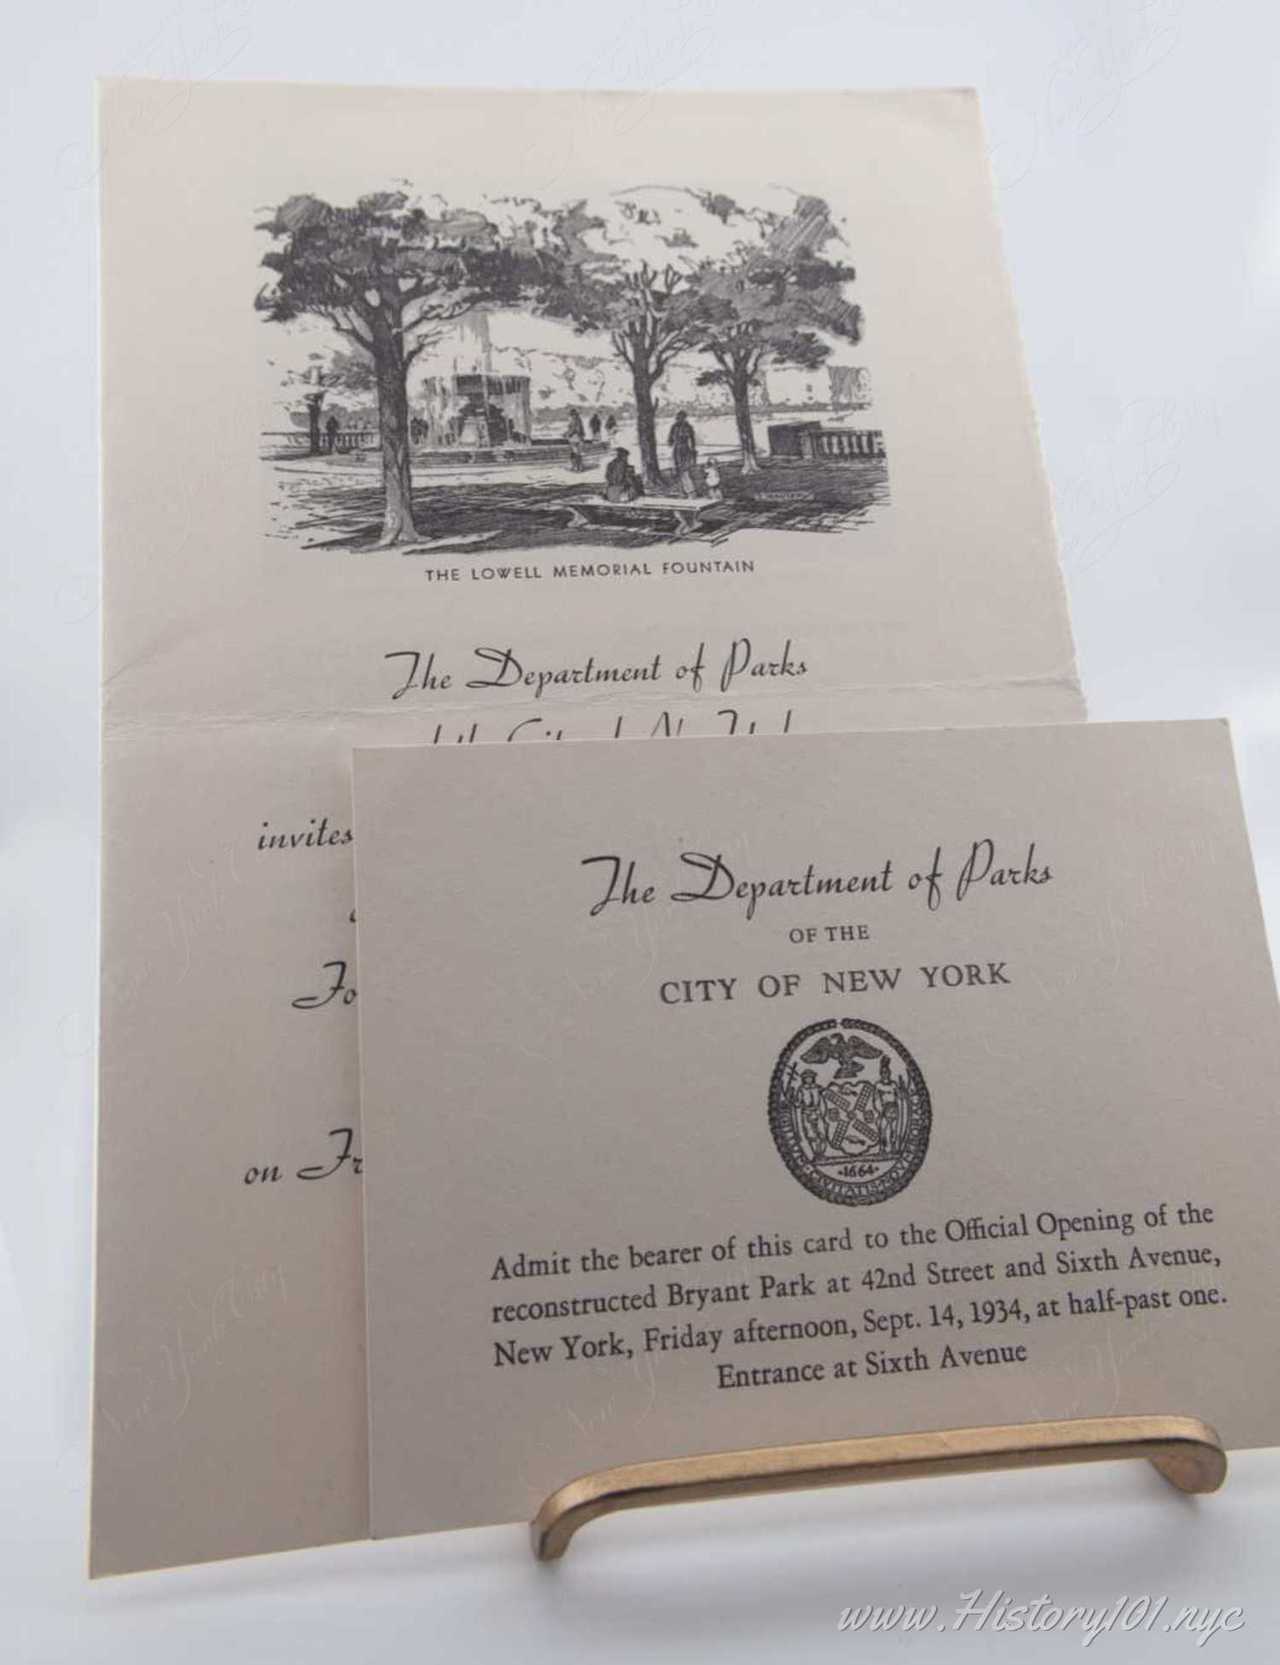 THE LOWELL MEMORIAL FOUNTAIN
The Department of Parks
invites
on
The Department of Parks
OF THE
CITY OF NEW YORK
1664
Admit the bearer of this card to the Official Opening of the
reconstructed Bryant Park at 42nd Street and Sixth Avenue,
New York, Friday afternoon, Sept. 14, 1934, at half-past one.
Entrance at Sixth Avenue
www.History101.nyc